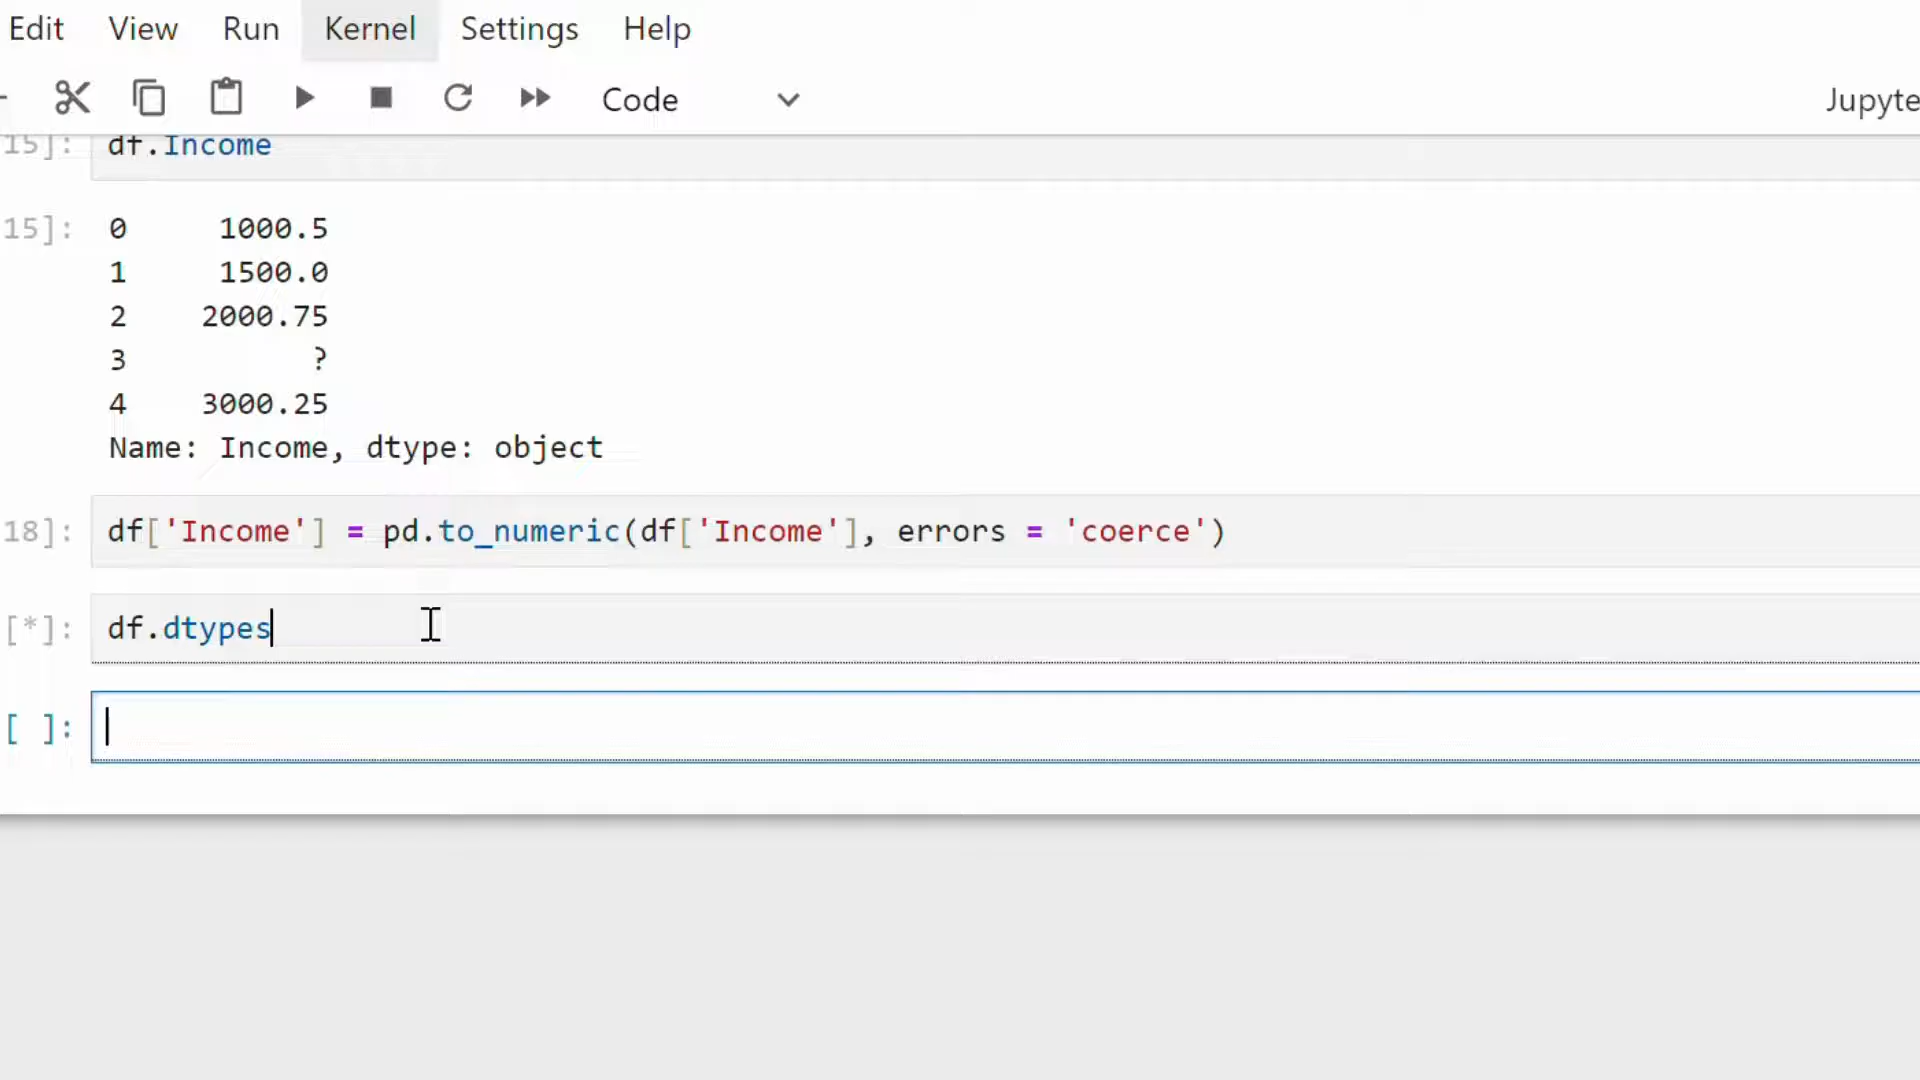 Edit View Run Kernel Settings Help
Code Jupyte
15]: df.Income
15]: 0 1000.5
1 1500.0
2 2000.75
3 ?
4 3000.25
Name: Income, dtype: object
18]: df['Income'] = pd.to_numeric(df['Income'], errors = 'coerce')
[*]: df.dtypes
[ ]: